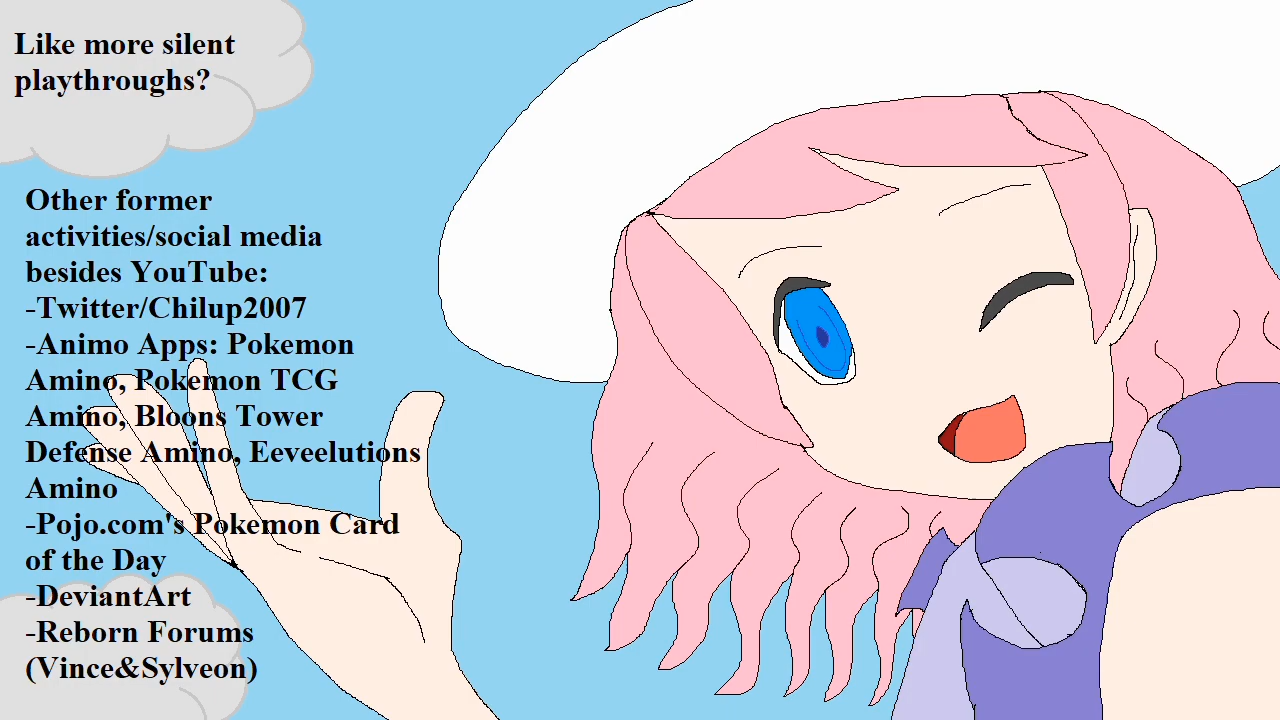 Like more silent
playthroughs?
Other former
activities/social media
besides YouTube:
-Twitter/Chilup2007
-Animo Apps: Pokemon
Amino, Pokemon TCG
Amino, Bloons Tower
Defense Amino, Eeveelutions
Amino
-Pojo.com's Pokemon Card
of the Day
-DeviantArt
-Reborn Forums
(Vince&Sylveon)